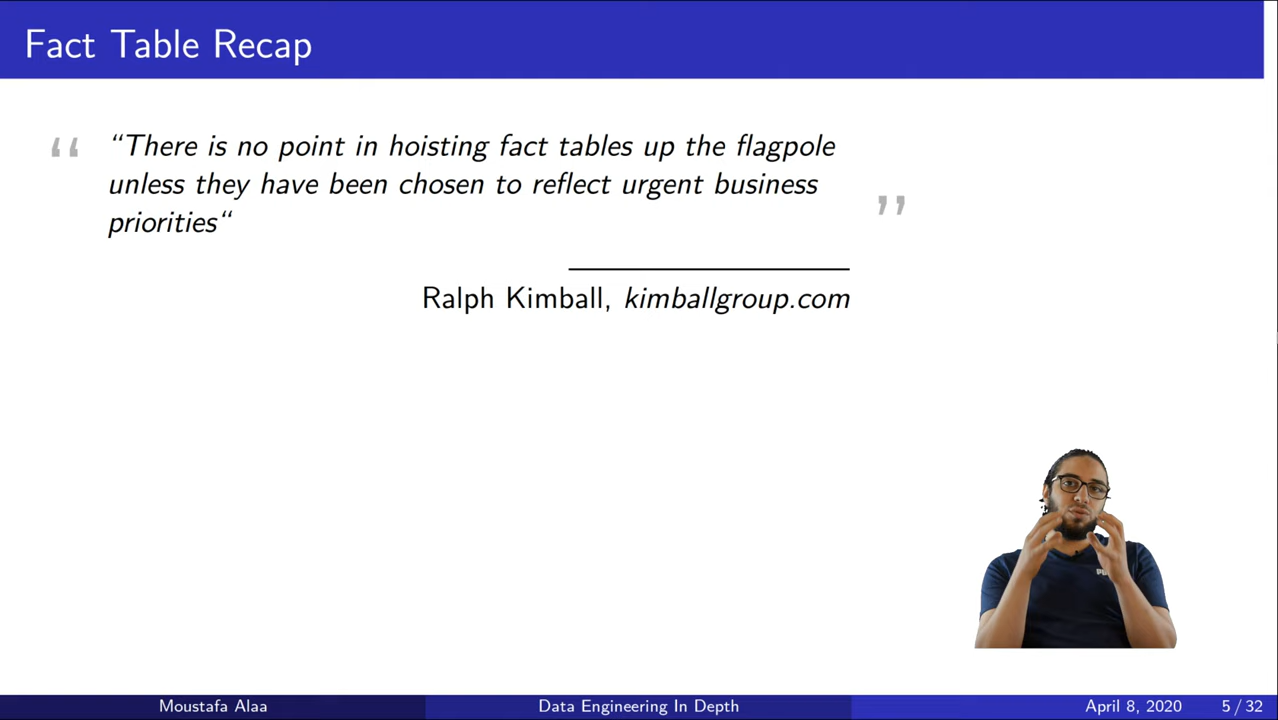 Fact Table Recap
“There is no point in hoisting fact tables up the flagpole
unless they have been chosen to reflect urgent business
priorities“
Ralph Kimball, kimballgroup.com
Moustafa Alaa
Data Engineering In Depth
April 8, 2020
5 / 32